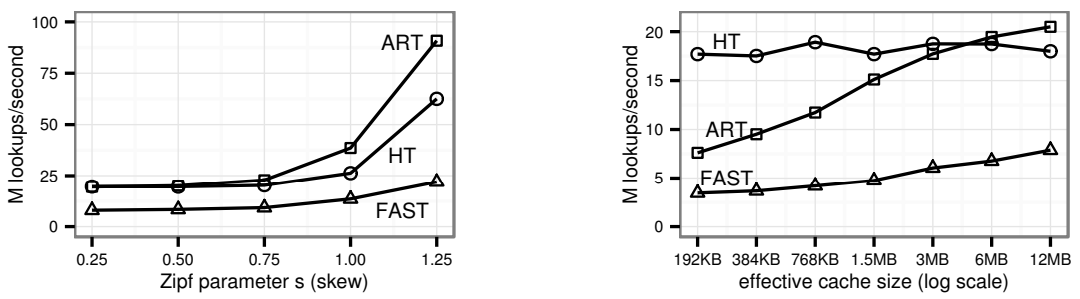 M lookups/second
100
75
50
25
0
ART
HT
FAST
0.25
0.50
0.75
1.00
1.25
Zipf parameter s (skew)
M lookups/second
20
15
10
5
0
HT
ART
FAST
192KB
384KB
768KB
1.5MB
3MB
6MB
12MB
effective cache size (log scale)